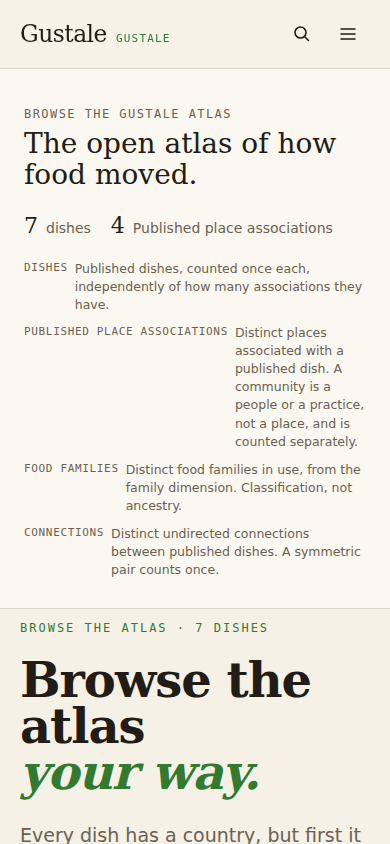 Gustale GUSTALE
BROWSE THE GUSTALE ATLAS
The open atlas of how
food moved.
7 dishes 4 Published place associations
DISHES Published dishes, counted once each,
independently of how many associations they
have.
PUBLISHED PLACE ASSOCIATIONS Distinct places
associated with a
published dish. A
community is a
people or a practice,
not a place, and is
counted separately.
FOOD FAMILIES Distinct food families in use, from the
family dimension. Classification, not
ancestry.
CONNECTIONS Distinct undirected connections
between published dishes. A symmetric
pair counts once.
BROWSE THE ATLAS · 7 DISHES
Browse the
atlas
your way.
Every dish has a country, but first it